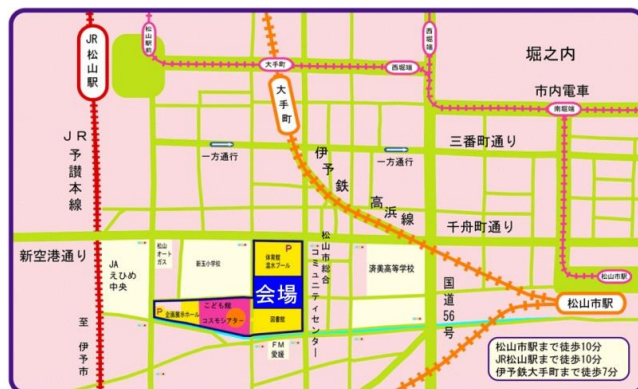 JR松山駅
松山駅前
大手町
西堀端
西堀端
堀之内
市内電車
南堀端
大手町
JR予讃本線
一方通行
伊予鉄
一方通行
三番町通り
高浜線
千舟町通り
新空港通り
JAえひめ中央
松山オートガス
新玉小学校
P
体育館
温水プール
松山市総合コミュニティセンター
済美高等学校
国道56号
松山市駅
松山市駅
会場
こども館
コスモシアター
P
企画展示ホール
図書館
FM愛媛
至 伊予市
松山市駅まで徒歩10分
JR松山駅まで徒歩10分
伊予鉄大手町まで徒歩7分